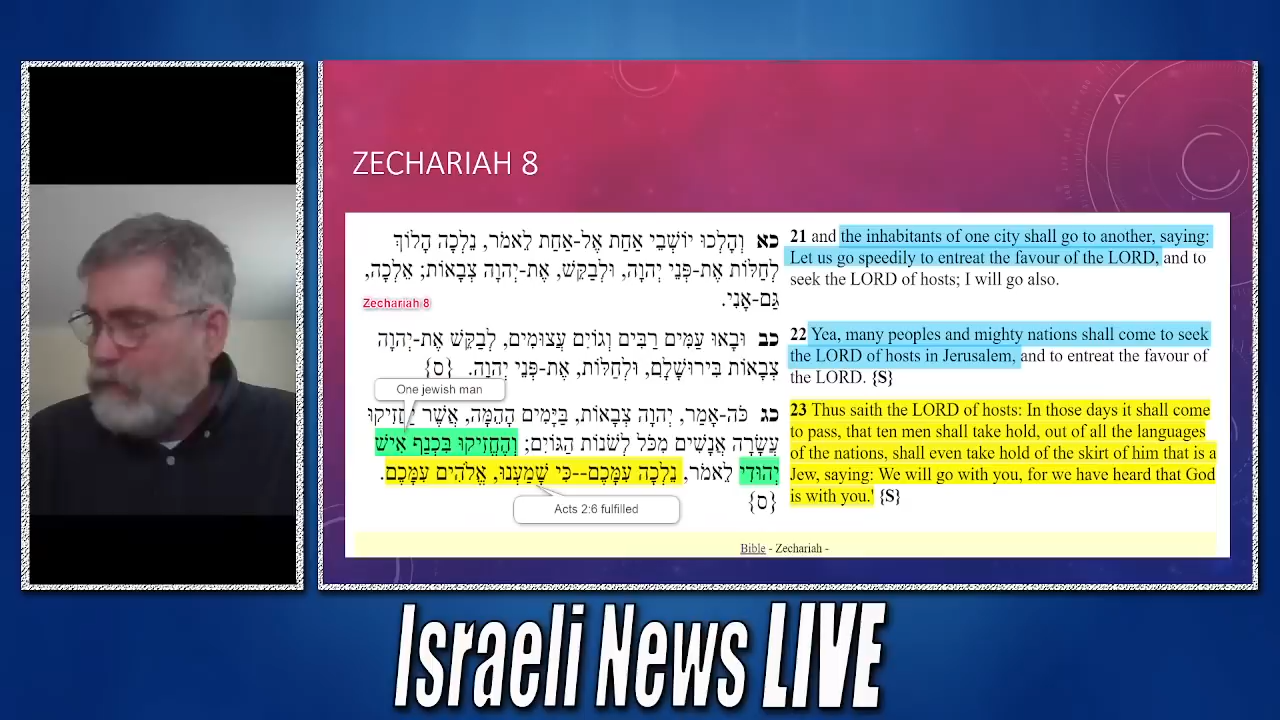 ZECHARIAH 8
כא וְהָלְכוּ יוֹשְׁבֵי אַחַת אֶל-אַחַת לֵאמֹר, נֵלְכָה הָלוֹךְ
לְחַלּוֹת אֶת-פְּנֵי יְהוָה, וּלְבַקֵּשׁ, אֶת-יְהוָה צְבָאוֹת; אֵלְכָה,
גַּם-אָנִי.
Zechariah 8
21 and the inhabitants of one city shall go to another, saying:
Let us go speedily to entreat the favour of the LORD, and to
seek the LORD of hosts; I will go also.
כב וּבָאוּ עַמִּים רַבִּים וְגוֹיִם עֲצוּמִים, לְבַקֵּשׁ אֶת-יְהוָה
צְבָאוֹת בִּירוּשָׁלִָם, וּלְחַלּוֹת, אֶת-פְּנֵי יְהוָה. {ס}
22 Yea, many peoples and mighty nations shall come to seek
the LORD of hosts in Jerusalem, and to entreat the favour of
the LORD. {S}
One jewish man
כג כֹּה-אָמַר, יְהוָה צְבָאוֹת, בַּיָּמִים הָהֵמָּה, אֲשֶׁר יַחֲזִיקוּ
עֲשָׂרָה אֲנָשִׁים מִכֹּל לְשֹׁנוֹת הַגּוֹיִם; וְהֶחֱזִיקוּ בִּכְנַף אִישׁ
יְהוּדִי לֵאמֹר, נֵלְכָה עִמָּכֶם--כִּי שָׁמַעְנוּ, אֱלֹהִים עִמָּכֶם.
{ס}
Acts 2:6 fulfilled
23 Thus saith the LORD of hosts: In those days it shall come
to pass, that ten men shall take hold, out of all the languages
of the nations, shall even take hold of the skirt of him that is a
Jew, saying: We will go with you, for we have heard that God
is with you.' {S}
Bible - Zechariah -
Israeli News LIVE